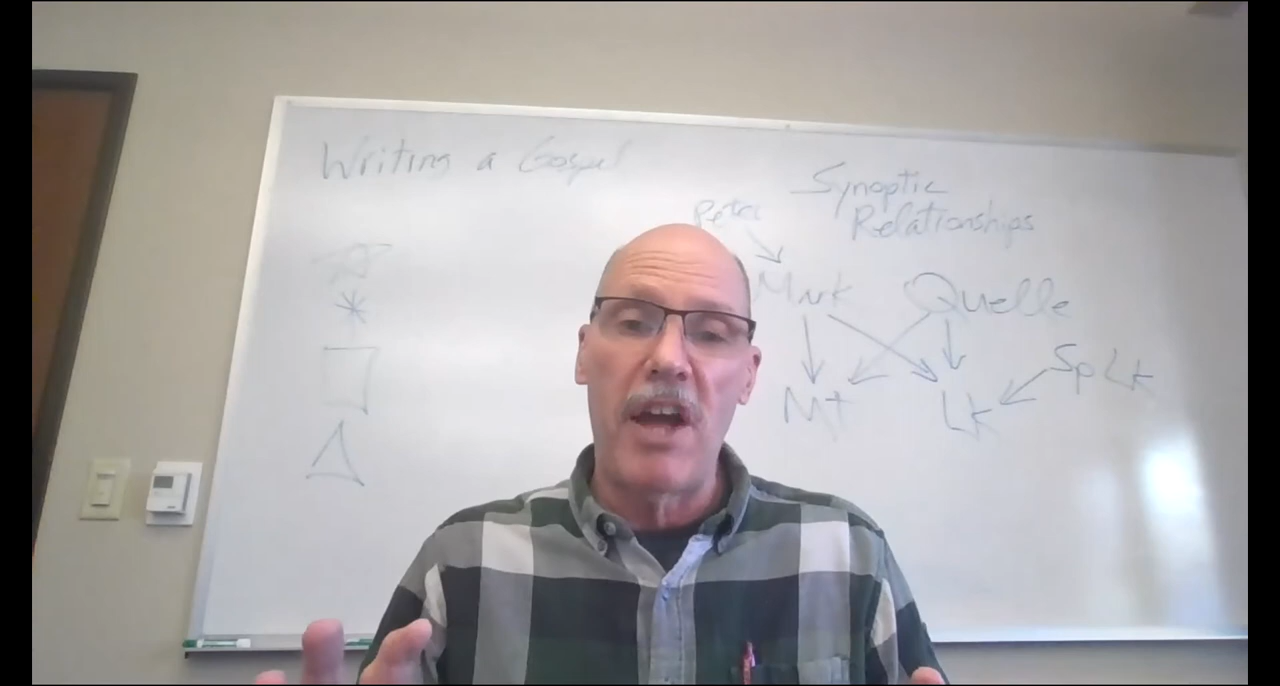 Writing a Gospel
Synoptic
Relationships
Peter
Mark
Quelle
Sp Lk
Mt
Lk